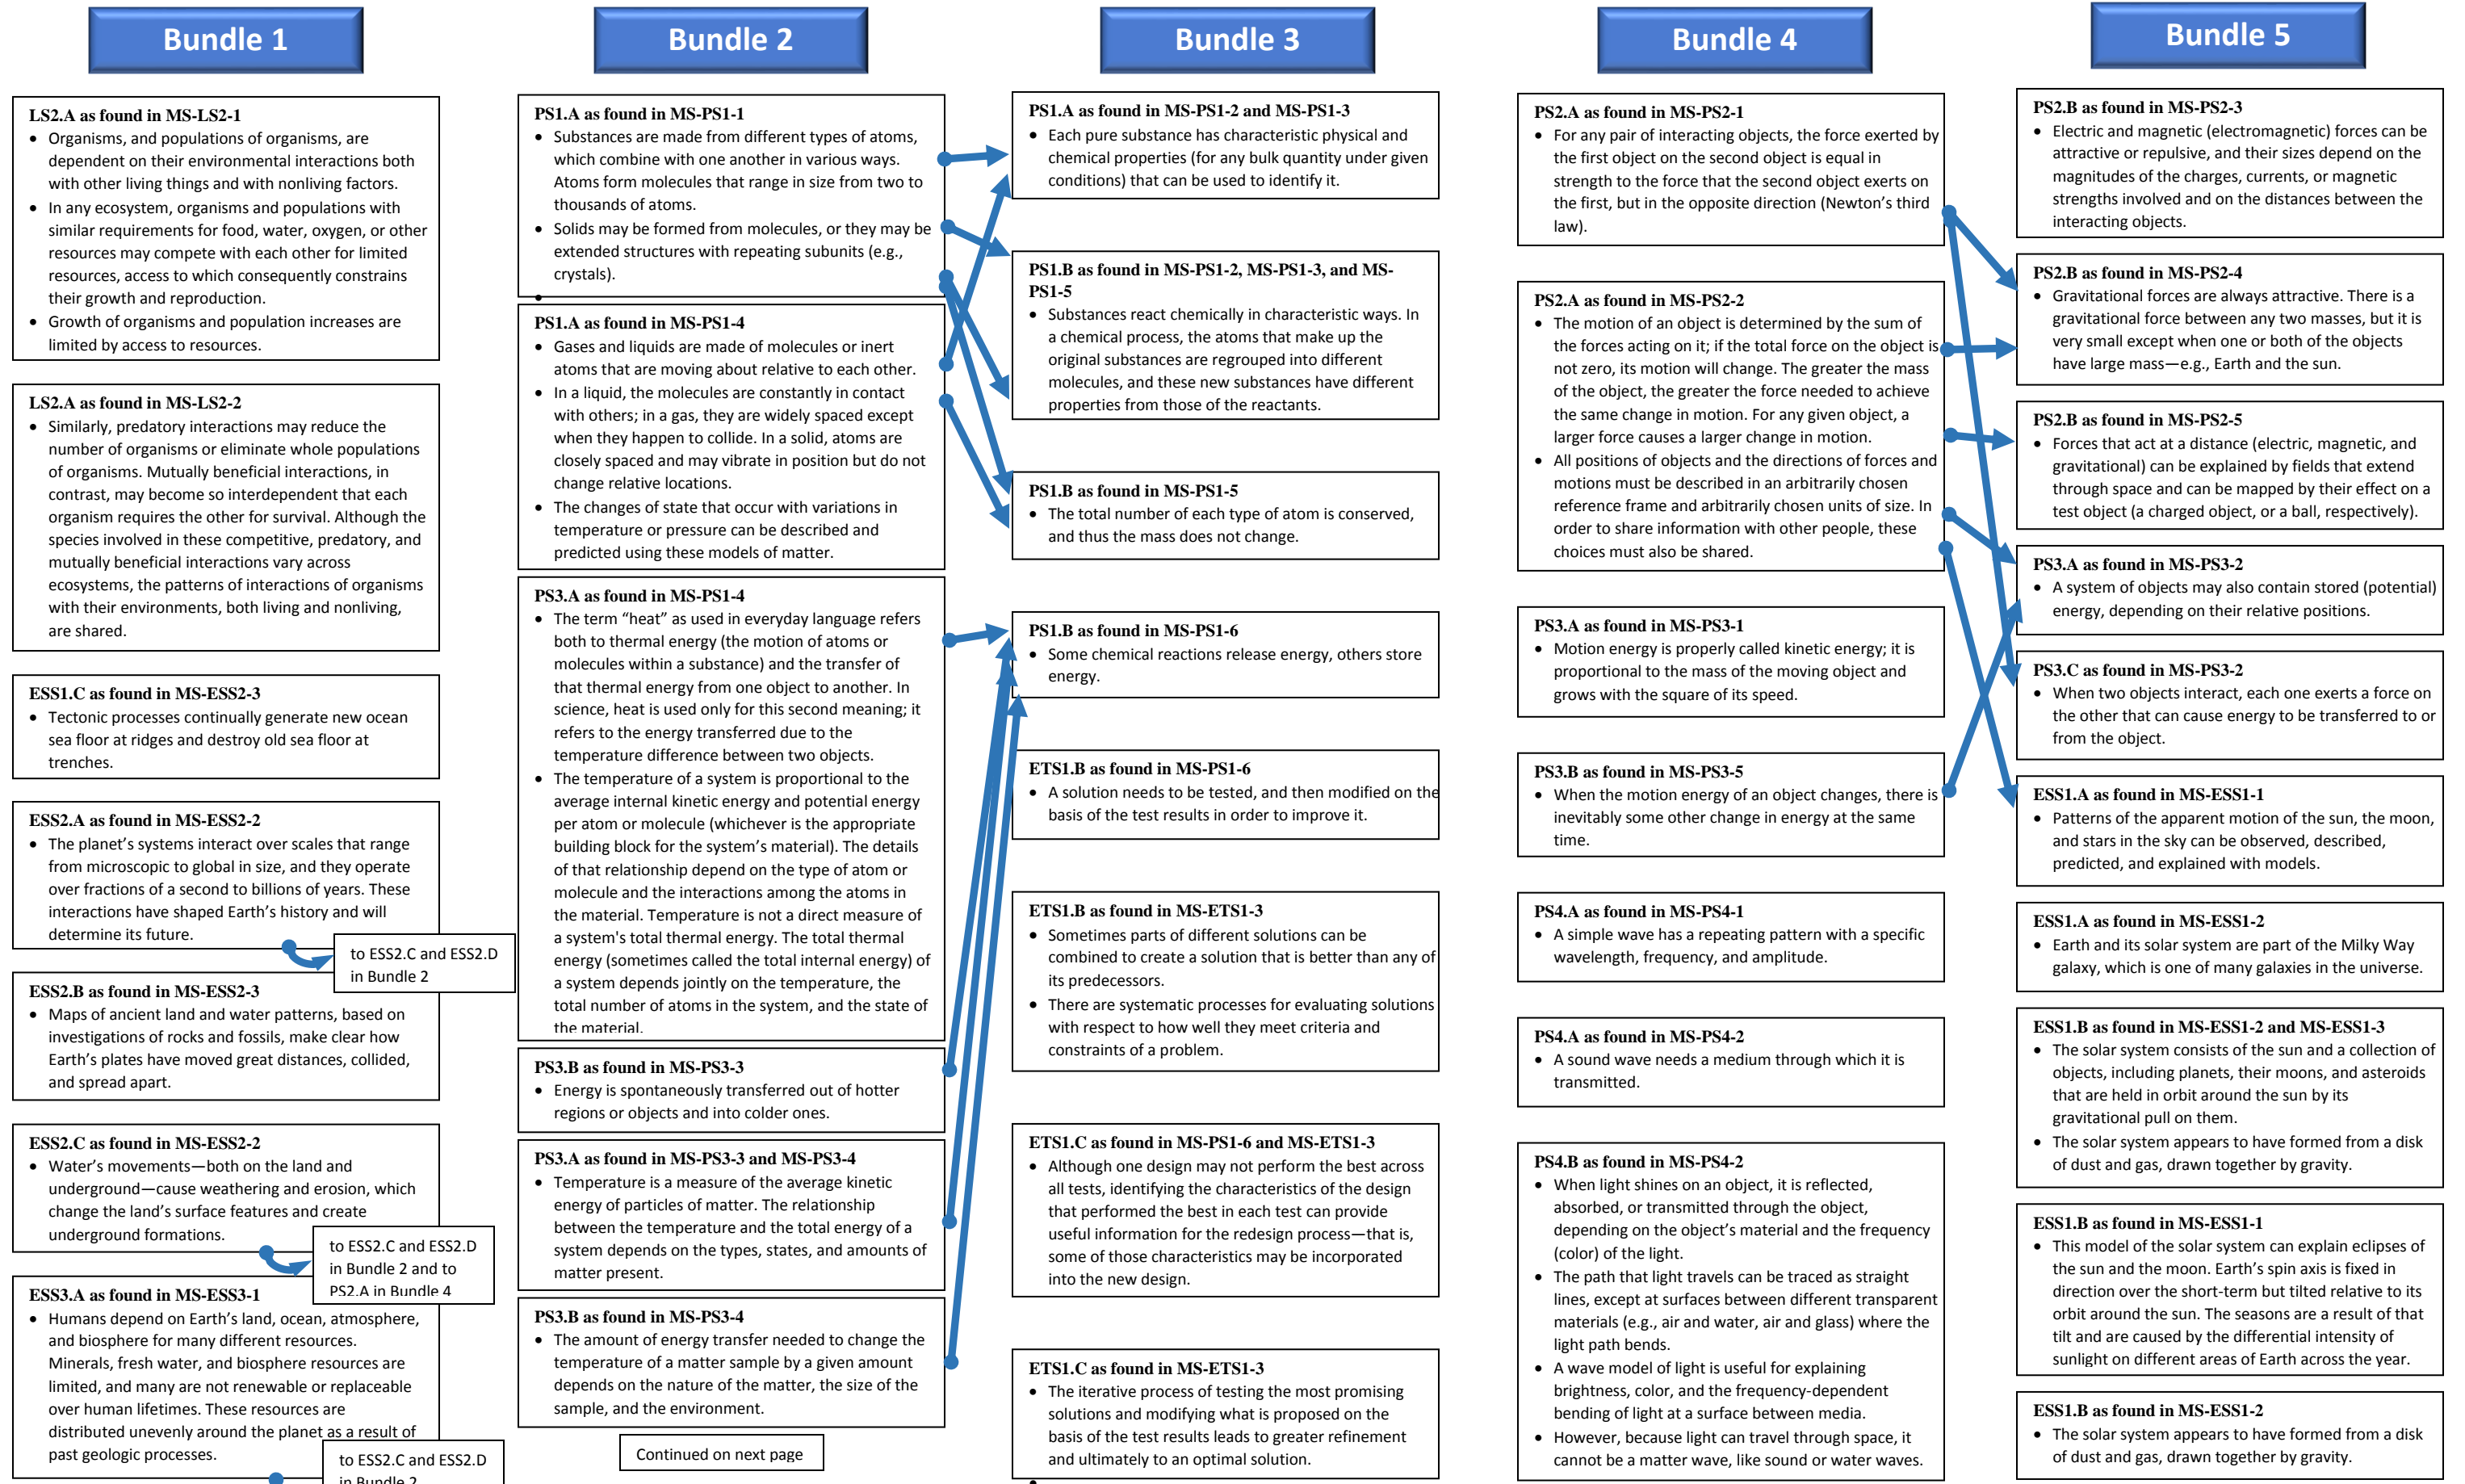 Bundle 1
LS2.A as found in MS-LS2-1
• Organisms, and populations of organisms, are
dependent on their environmental interactions both
with other living things and with nonliving factors.
• In any ecosystem, organisms and populations with
similar requirements for food, water, oxygen, or other
resources may compete with each other for limited
resources, access to which consequently constrains
their growth and reproduction.
• Growth of organisms and population increases are
limited by access to resources.
LS2.A as found in MS-LS2-2
• Similarly, predatory interactions may reduce the
number of organisms or eliminate whole populations
of organisms. Mutually beneficial interactions, in
contrast, may become so interdependent that each
organism requires the other for survival. Although the
species involved in these competitive, predatory, and
mutually beneficial interactions vary across
ecosystems, the patterns of interactions of organisms
with their environments, both living and nonliving,
are shared.
ESS1.C as found in MS-ESS2-3
• Tectonic processes continually generate new ocean
sea floor at ridges and destroy old sea floor at
trenches.
ESS2.A as found in MS-ESS2-2
• The planet’s systems interact over scales that range
from microscopic to global in size, and they operate
over fractions of a second to billions of years. These
interactions have shaped Earth’s history and will
determine its future.
to ESS2.C and ESS2.D
in Bundle 2
ESS2.B as found in MS-ESS2-3
• Maps of ancient land and water patterns, based on
investigations of rocks and fossils, make clear how
Earth’s plates have moved great distances, collided,
and spread apart.
ESS2.C as found in MS-ESS2-2
• Water’s movements—both on the land and
underground—cause weathering and erosion, which
change the land’s surface features and create
underground formations.
to ESS2.C and ESS2.D
in Bundle 2 and to
PS2.A in Bundle 4
ESS3.A as found in MS-ESS3-1
• Humans depend on Earth’s land, ocean, atmosphere,
and biosphere for many different resources.
Minerals, fresh water, and biosphere resources are
limited, and many are not renewable or replaceable
over human lifetimes. These resources are
distributed unevenly around the planet as a result of
past geologic processes.
to ESS2.C and ESS2.D
in Bundle 2
Bundle 2
PS1.A as found in MS-PS1-1
• Substances are made from different types of atoms,
which combine with one another in various ways.
Atoms form molecules that range in size from two to
thousands of atoms.
• Solids may be formed from molecules, or they may be
extended structures with repeating subunits (e.g.,
crystals).
•
PS1.A as found in MS-PS1-4
• Gases and liquids are made of molecules or inert
atoms that are moving about relative to each other.
• In a liquid, the molecules are constantly in contact
with others; in a gas, they are widely spaced except
when they happen to collide. In a solid, atoms are
closely spaced and may vibrate in position but do not
change relative locations.
• The changes of state that occur with variations in
temperature or pressure can be described and
predicted using these models of matter.
PS3.A as found in MS-PS1-4
• The term “heat” as used in everyday language refers
both to thermal energy (the motion of atoms or
molecules within a substance) and the transfer of
that thermal energy from one object to another. In
science, heat is used only for this second meaning; it
refers to the energy transferred due to the
temperature difference between two objects.
• The temperature of a system is proportional to the
average internal kinetic energy and potential energy
per atom or molecule (whichever is the appropriate
building block for the system’s material). The details
of that relationship depend on the type of atom or
molecule and the interactions among the atoms in
the material. Temperature is not a direct measure of
a system's total thermal energy. The total thermal
energy (sometimes called the total internal energy) of
a system depends jointly on the temperature, the
total number of atoms in the system, and the state of
the material.
PS3.B as found in MS-PS3-3
• Energy is spontaneously transferred out of hotter
regions or objects and into colder ones.
PS3.A as found in MS-PS3-3 and MS-PS3-4
• Temperature is a measure of the average kinetic
energy of particles of matter. The relationship
between the temperature and the total energy of a
system depends on the types, states, and amounts of
matter present.
PS3.B as found in MS-PS3-4
• The amount of energy transfer needed to change the
temperature of a matter sample by a given amount
depends on the nature of the matter, the size of the
sample, and the environment.
Continued on next page
Bundle 3
PS1.A as found in MS-PS1-2 and MS-PS1-3
• Each pure substance has characteristic physical and
chemical properties (for any bulk quantity under given
conditions) that can be used to identify it.
PS1.B as found in MS-PS1-2, MS-PS1-3, and MS-
PS1-5
• Substances react chemically in characteristic ways. In
a chemical process, the atoms that make up the
original substances are regrouped into different
molecules, and these new substances have different
properties from those of the reactants.
PS1.B as found in MS-PS1-5
• The total number of each type of atom is conserved,
and thus the mass does not change.
PS1.B as found in MS-PS1-6
• Some chemical reactions release energy, others store
energy.
ETS1.B as found in MS-PS1-6
• A solution needs to be tested, and then modified on the
basis of the test results in order to improve it.
ETS1.B as found in MS-ETS1-3
• Sometimes parts of different solutions can be
combined to create a solution that is better than any of
its predecessors.
• There are systematic processes for evaluating solutions
with respect to how well they meet criteria and
constraints of a problem.
ETS1.C as found in MS-PS1-6 and MS-ETS1-3
• Although one design may not perform the best across
all tests, identifying the characteristics of the design
that performed the best in each test can provide
useful information for the redesign process—that is,
some of those characteristics may be incorporated
into the new design.
ETS1.C as found in MS-ETS1-3
• The iterative process of testing the most promising
solutions and modifying what is proposed on the
basis of the test results leads to greater refinement
and ultimately to an optimal solution.
•
Bundle 4
PS2.A as found in MS-PS2-1
• For any pair of interacting objects, the force exerted by
the first object on the second object is equal in
strength to the force that the second object exerts on
the first, but in the opposite direction (Newton’s third
law).
PS2.A as found in MS-PS2-2
• The motion of an object is determined by the sum of
the forces acting on it; if the total force on the object is
not zero, its motion will change. The greater the mass
of the object, the greater the force needed to achieve
the same change in motion. For any given object, a
larger force causes a larger change in motion.
• All positions of objects and the directions of forces and
motions must be described in an arbitrarily chosen
reference frame and arbitrarily chosen units of size. In
order to share information with other people, these
choices must also be shared.
PS3.A as found in MS-PS3-1
• Motion energy is properly called kinetic energy; it is
proportional to the mass of the moving object and
grows with the square of its speed.
PS3.B as found in MS-PS3-5
• When the motion energy of an object changes, there is
inevitably some other change in energy at the same
time.
PS4.A as found in MS-PS4-1
• A simple wave has a repeating pattern with a specific
wavelength, frequency, and amplitude.
PS4.A as found in MS-PS4-2
• A sound wave needs a medium through which it is
transmitted.
PS4.B as found in MS-PS4-2
• When light shines on an object, it is reflected,
absorbed, or transmitted through the object,
depending on the object’s material and the frequency
(color) of the light.
• The path that light travels can be traced as straight
lines, except at surfaces between different transparent
materials (e.g., air and water, air and glass) where the
light path bends.
• A wave model of light is useful for explaining
brightness, color, and the frequency-dependent
bending of light at a surface between media.
• However, because light can travel through space, it
cannot be a matter wave, like sound or water waves.
Bundle 5
PS2.B as found in MS-PS2-3
• Electric and magnetic (electromagnetic) forces can be
attractive or repulsive, and their sizes depend on the
magnitudes of the charges, currents, or magnetic
strengths involved and on the distances between the
interacting objects.
PS2.B as found in MS-PS2-4
• Gravitational forces are always attractive. There is a
gravitational force between any two masses, but it is
very small except when one or both of the objects
have large mass—e.g., Earth and the sun.
PS2.B as found in MS-PS2-5
• Forces that act at a distance (electric, magnetic, and
gravitational) can be explained by fields that extend
through space and can be mapped by their effect on a
test object (a charged object, or a ball, respectively).
PS3.A as found in MS-PS3-2
• A system of objects may also contain stored (potential)
energy, depending on their relative positions.
PS3.C as found in MS-PS3-2
• When two objects interact, each one exerts a force on
the other that can cause energy to be transferred to or
from the object.
ESS1.A as found in MS-ESS1-1
• Patterns of the apparent motion of the sun, the moon,
and stars in the sky can be observed, described,
predicted, and explained with models.
ESS1.A as found in MS-ESS1-2
• Earth and its solar system are part of the Milky Way
galaxy, which is one of many galaxies in the universe.
ESS1.B as found in MS-ESS1-2 and MS-ESS1-3
• The solar system consists of the sun and a collection of
objects, including planets, their moons, and asteroids
that are held in orbit around the sun by its
gravitational pull on them.
• The solar system appears to have formed from a disk
of dust and gas, drawn together by gravity.
ESS1.B as found in MS-ESS1-1
• This model of the solar system can explain eclipses of
the sun and the moon. Earth’s spin axis is fixed in
direction over the short-term but tilted relative to its
orbit around the sun. The seasons are a result of that
tilt and are caused by the differential intensity of
sunlight on different areas of Earth across the year.
ESS1.B as found in MS-ESS1-2
• The solar system appears to have formed from a disk
of dust and gas, drawn together by gravity.